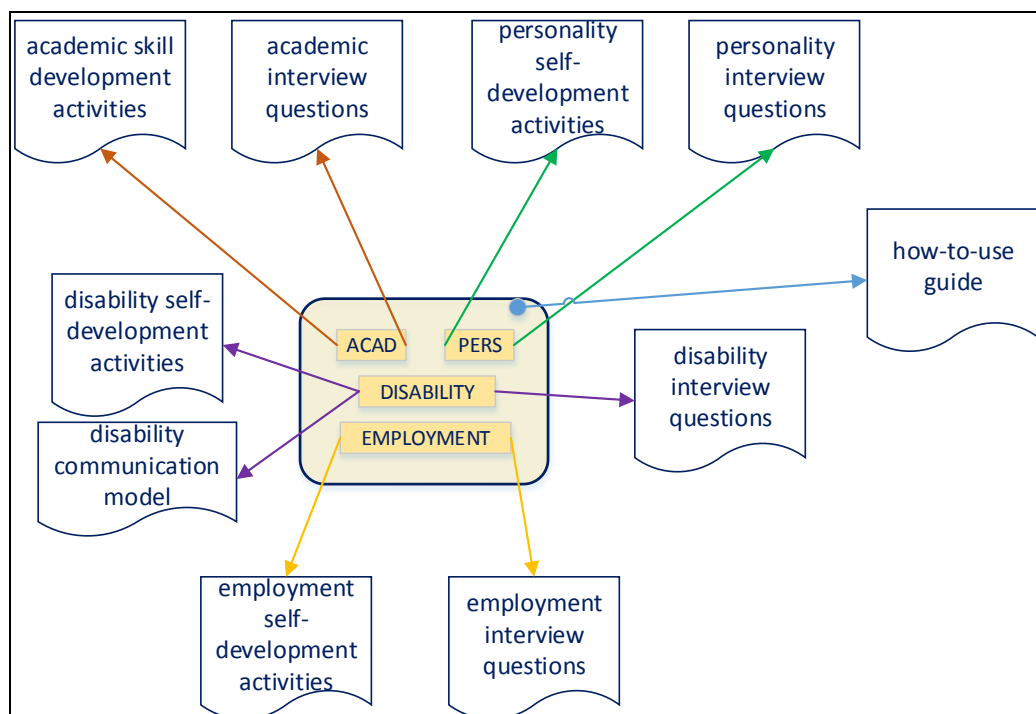 academic skill
development
activities
academic
interview
questions
personality
self-
development
activities
personality
interview
questions
how-to-use
guide
disability self-
development
activities
ACAD
PERS
DISABILITY
EMPLOYMENT
disability
interview
questions
disability
communication
model
employment
self-
development
activities
employment
interview
questions